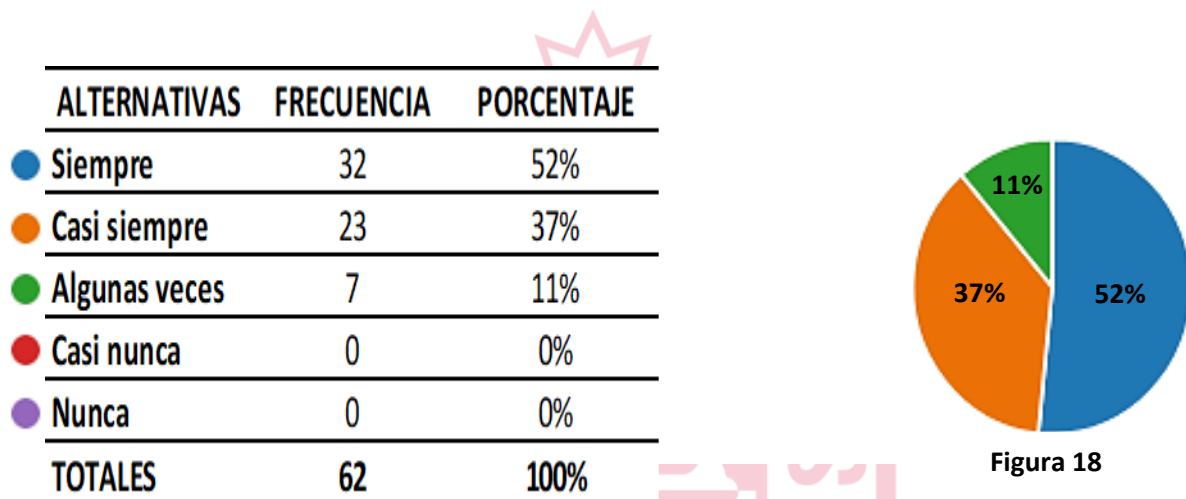 ALTERNATIVAS FRECUENCIA PORCENTAJE
Siempre 32 52%
Casi siempre 23 37%
Algunas veces 7 11%
Casi nunca 0 0%
Nunca 0 0%
TOTALES 62 100%
11%
37% 52%
Figura 18